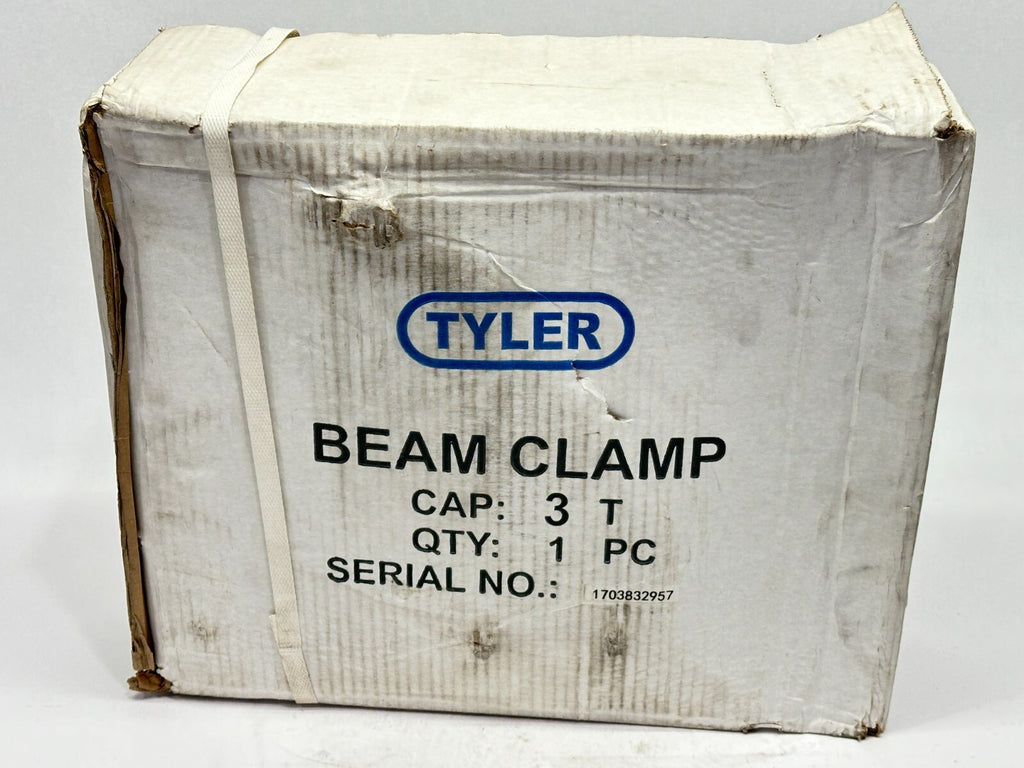 TYLER
BEAM CLAMP
CAP: 3 T
QTY: 1 PC
SERIAL NO.: 1703832957